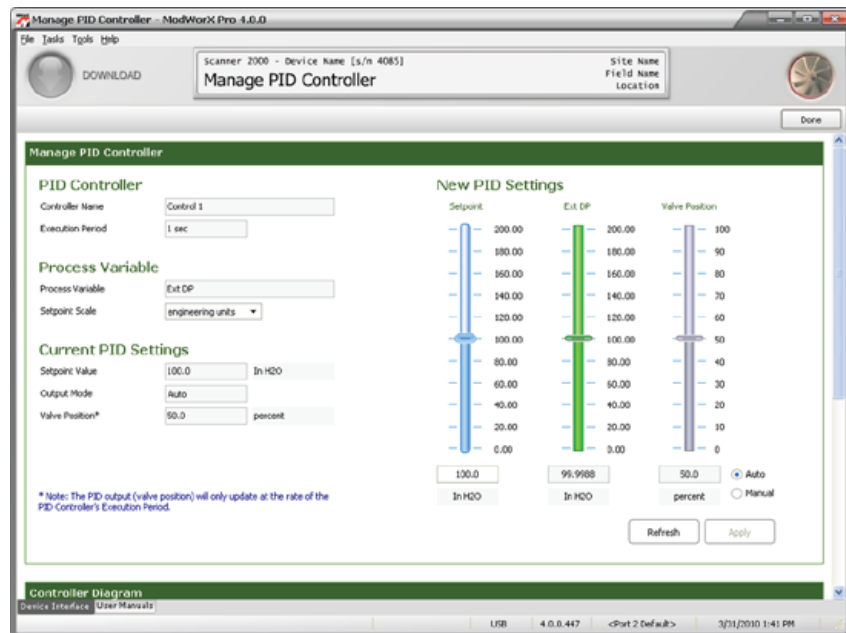 Manage PID Controller - ModWorX Pro 4.0.0
File Tasks Tools Help
DOWNLOAD
Scanner 2000 - Device Name [s/n 4085]
Manage PID Controller
Site Name
Field Name
Location
Done
Manage PID Controller
PID Controller
Controller Name Control 1
Execution Period 1 sec
Process Variable
Process Variable Ext DP
Setpoint Scale engineering units
Current PID Settings
Setpoint Value 100.0 In H2O
Output Mode Auto
Valve Position* 50.0 percent
* Note: The PID output (valve position) will only update at the rate of the
PID Controller's Execution Period.
New PID Settings
Setpoint Ext DP Valve Position
200.00 200.00 100
180.00 180.00 90
160.00 160.00 80
140.00 140.00 70
120.00 120.00 60
100.00 100.00 50
80.00 80.00 40
60.00 60.00 30
40.00 40.00 20
20.00 20.00 10
0.00 0.00 0
100.0 99.9988 50.0 Auto
In H2O In H2O percent Manual
Refresh Apply
Controller Diagram
Device Interface User Manuals
USB 4.0.0.447 <Port 2 Default> 3/31/2010 1:41 PM